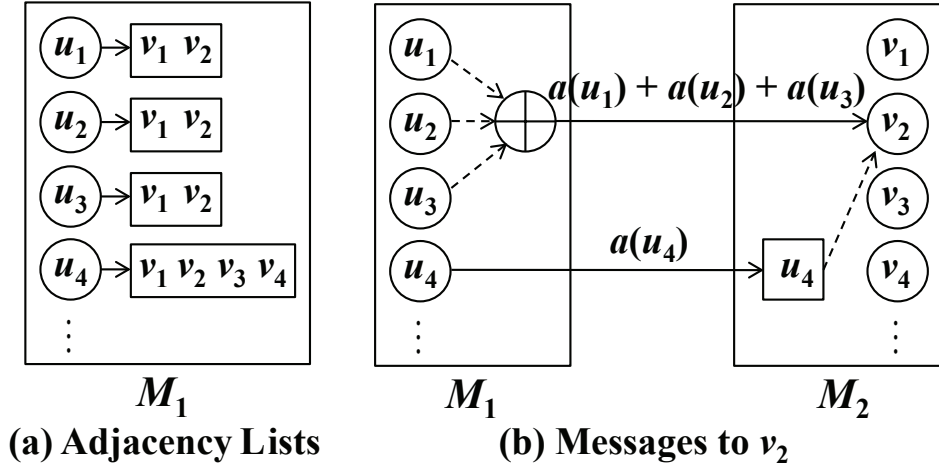 u1 v1 v2
u2 v1 v2
u3 v1 v2
u4 v1 v2 v3 v4
⋮
M1
(a) Adjacency Lists
u1 v1
a(u1) + a(u2) + a(u3)
u2 v2
u3 v3
a(u4)
u4 u4 v4
⋮ ⋮
M1 M2
(b) Messages to v2